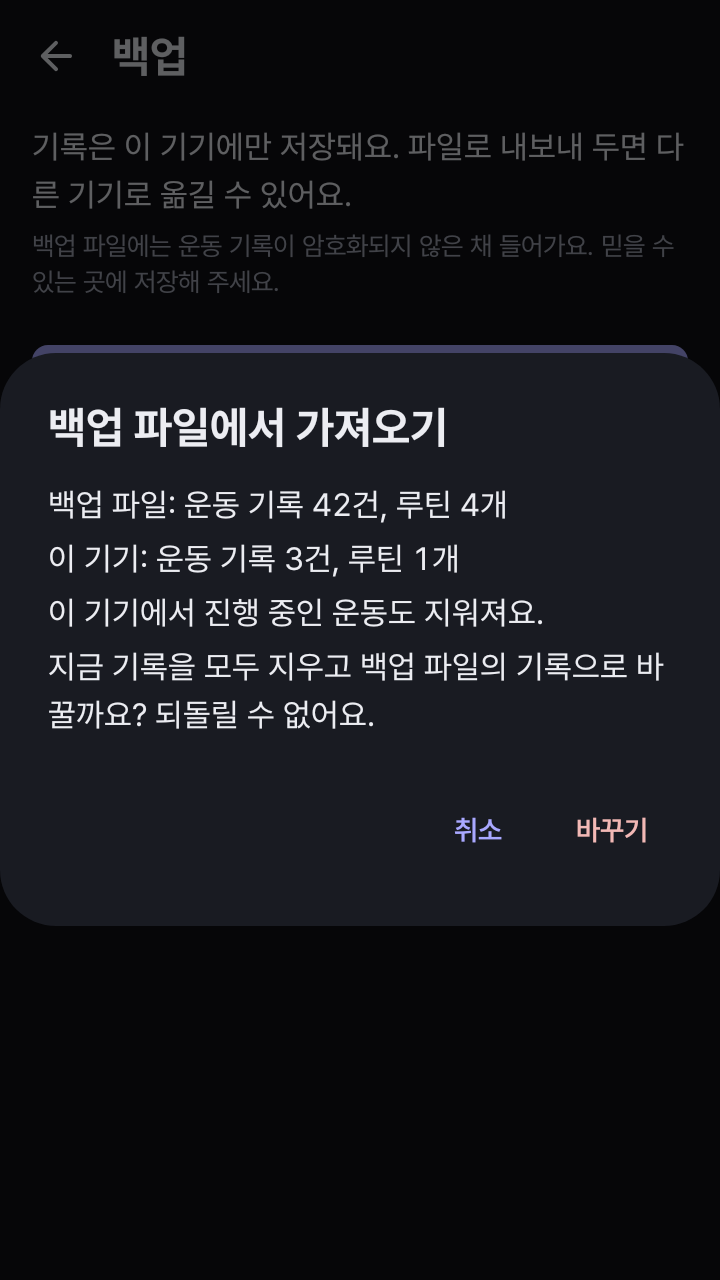 백업
기록은 이 기기에만 저장돼요. 파일로 내보내 두면 다
른 기기로 옮길 수 있어요.
백업 파일에는 운동 기록이 암호화되지 않은 채 들어가요. 믿을 수
있는 곳에 저장해 주세요.
백업 파일에서 가져오기
백업 파일: 운동 기록 42건, 루틴 4개
이 기기: 운동 기록 3건, 루틴 1개
이 기기에서 진행 중인 운동도 지워져요.
지금 기록을 모두 지우고 백업 파일의 기록으로 바
꿀까요? 되돌릴 수 없어요.
취소 바꾸기